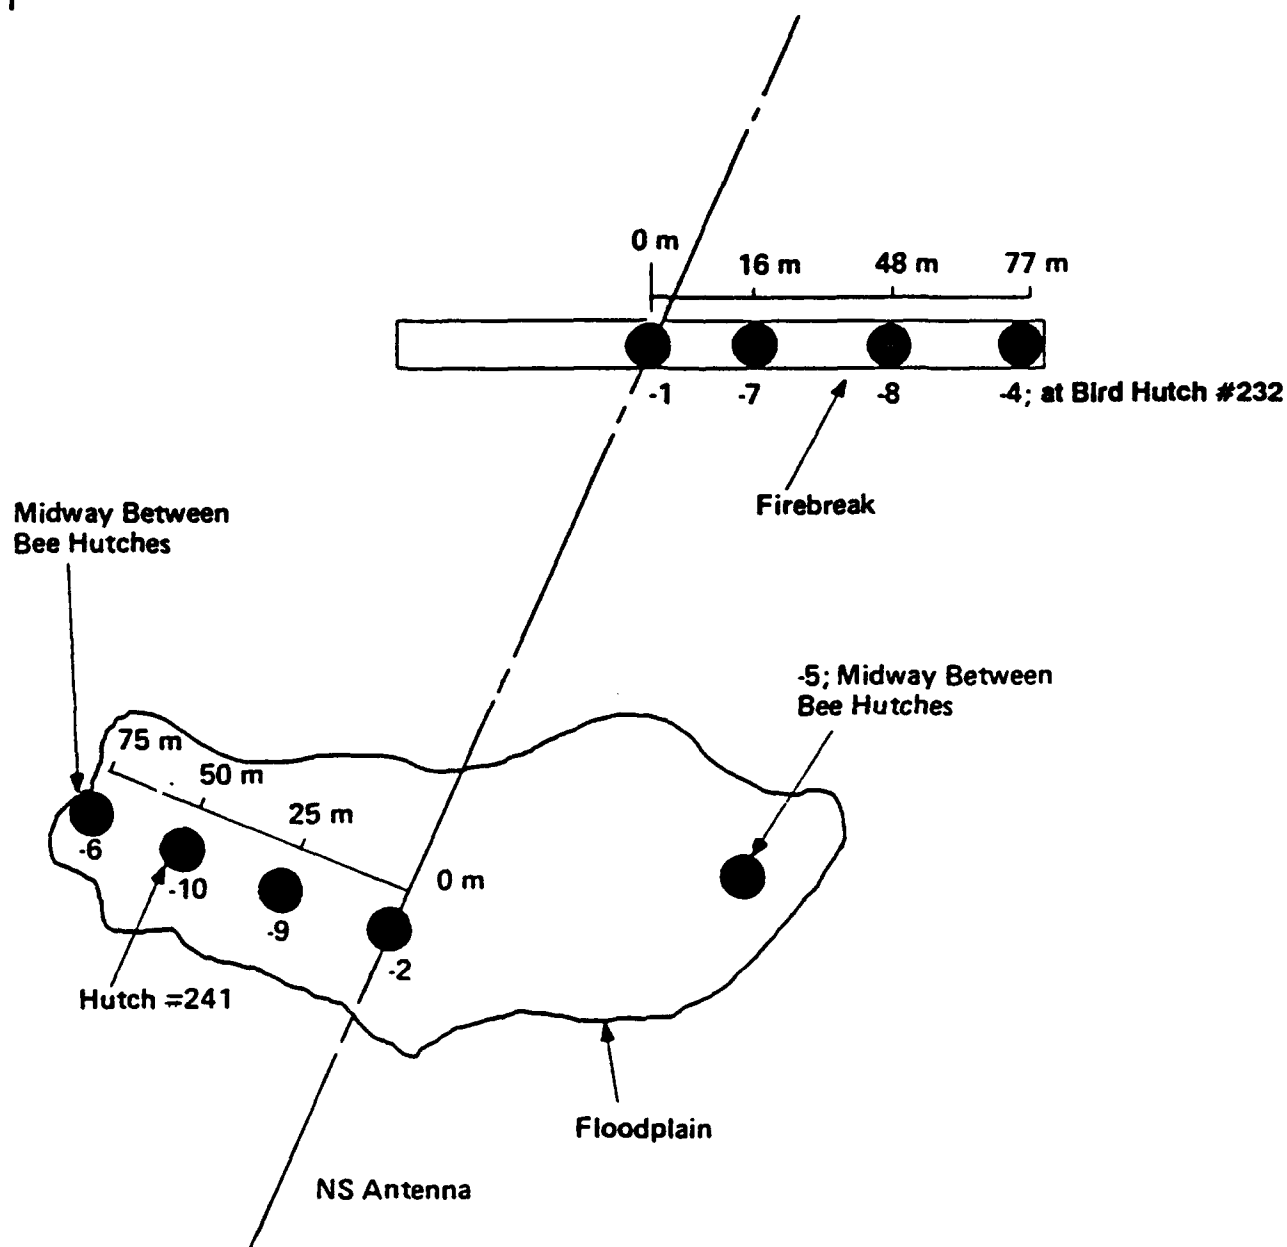 0 m
16 m
48 m
77 m
-1
-7
-8
-4; at Bird Hutch #232
Firebreak
Midway Between
Bee Hutches
-5; Midway Between
Bee Hutches
75 m
50 m
25 m
0 m
-6
-10
-9
-2
Hutch =241
Floodplain
NS Antenna